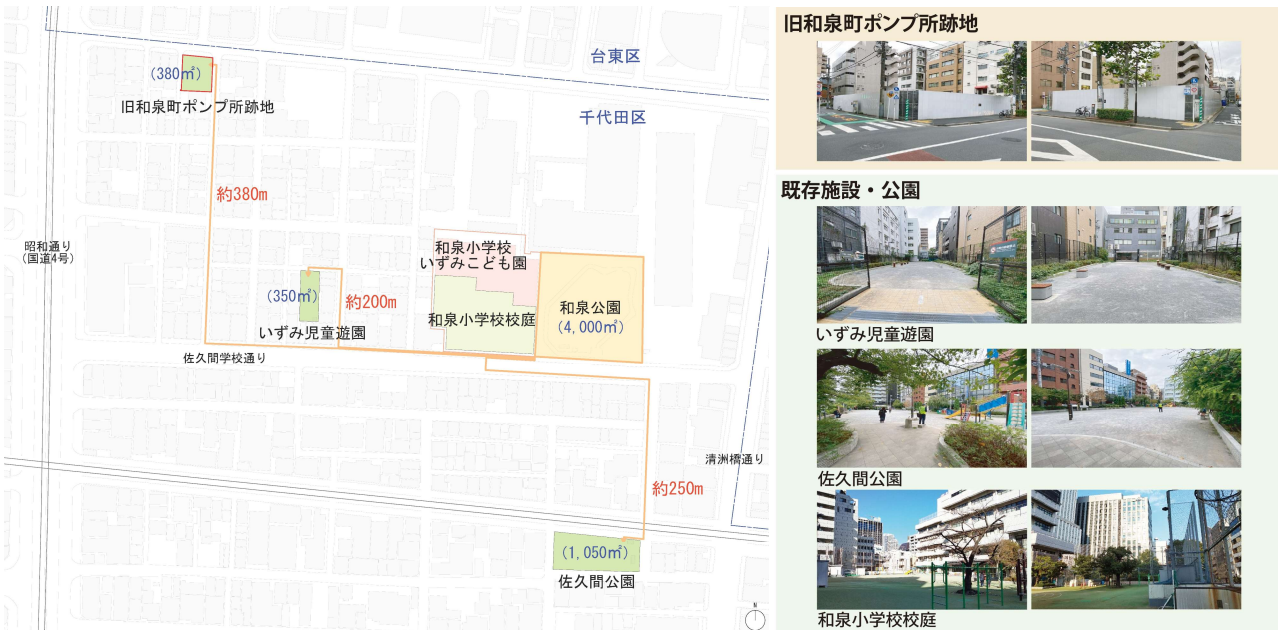 台東区
千代田区
(380㎡)
旧和泉町ポンプ所跡地
約380m
昭和通り
(国道4号)
和泉小学校
いずみこども園
(350㎡)
約200m
いずみ児童遊園
和泉小学校校庭
和泉公園
(4,000㎡)
佐久間学校通り
清洲橋通り
約250m
(1,050㎡)
佐久間公園
N
旧和泉町ポンプ所跡地
既存施設・公園
いずみ児童遊園
佐久間公園
和泉小学校校庭